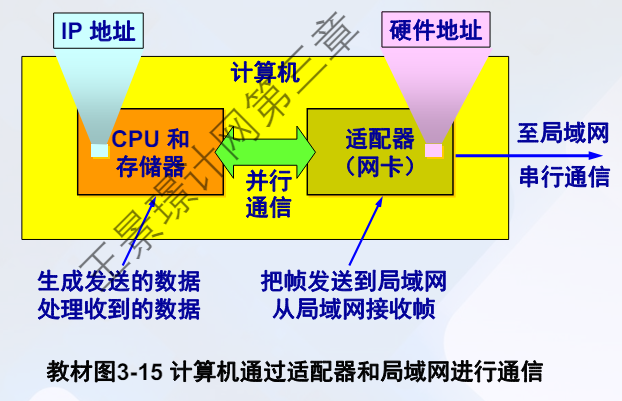 IP 地址
硬件地址
计算机
CPU 和
存储器
适配器
（网卡）
并行
通信
至局域网
串行通信
生成发送的数据
处理收到的数据
把帧发送到局域网
从局域网接收帧
教材图3-15 计算机通过适配器和局域网进行通信
王景璟计网第三章